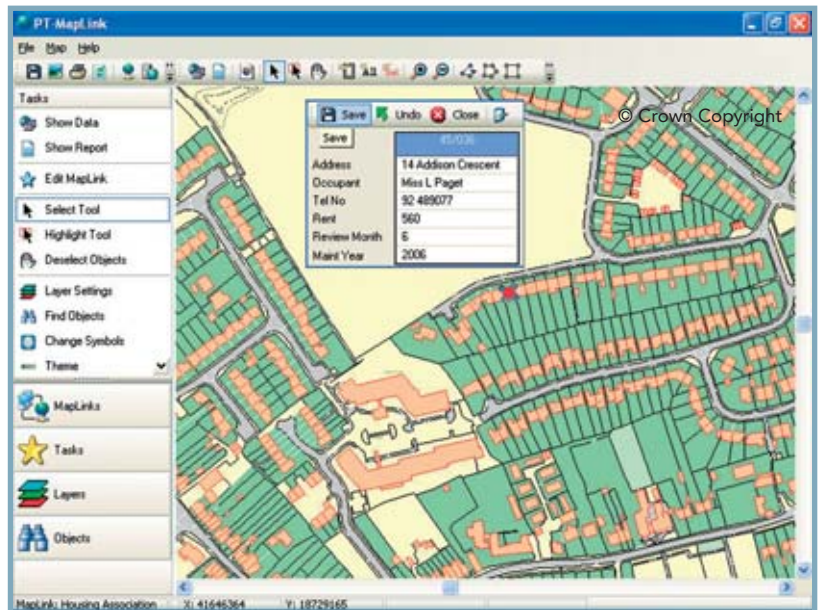 PT-MapLink
File Map Help
Tasks
Show Data
Show Report
Edit MapLink
Select Tool
Highlight Tool
Deselect Objects
Layer Settings
Find Objects
Change Symbols
Theme
MapLinks
Tasks
Layers
Objects
Save Undo Close
Save
45/036
Address 14 Addison Crescent
Occupant Miss L Paget
Tel No 92 489077
Rent 560
Review Month 6
Maint Year 2006
© Crown Copyright
MapLink: Housing Association X: 41646364 Y: 18729165